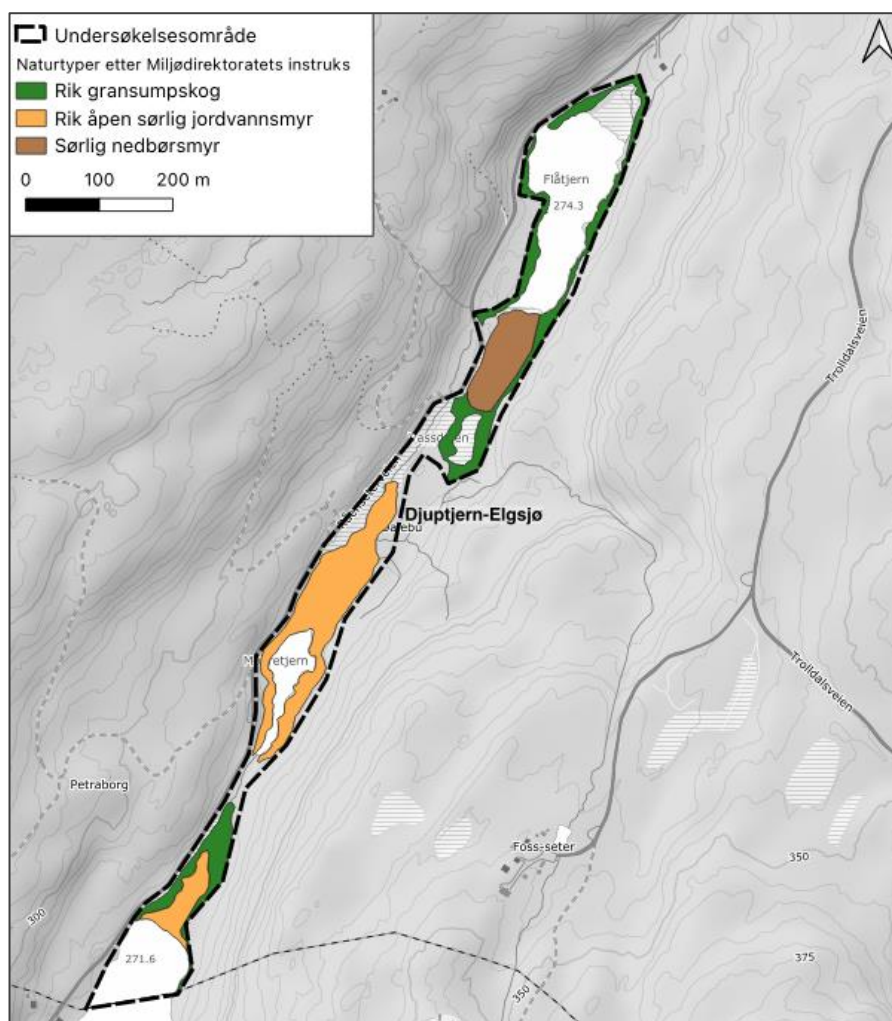 Undersøkelsesområde
Naturtyper etter Miljødirektoratets instruks
Rik gransumpskog
Rik åpen sørlig jordvannsmyr
Sørlig nedbørsmyr
0 100 200 m
Flåtjern
274.3
Trolldalsveien
Djuptjern-Elgsjø
Trolldalsveien
Petraborg
Foss-seter
350
300
271.6
375
350